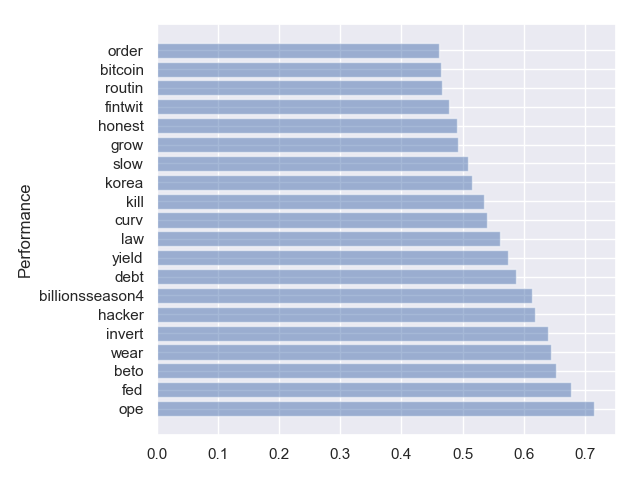 order
bitcoin
routin
fintwit
honest
grow
slow
korea
kill
curv
law
yield
debt
billionsseason4
hacker
invert
wear
beto
fed
ope
Performance
0.0 0.1 0.2 0.3 0.4 0.5 0.6 0.7